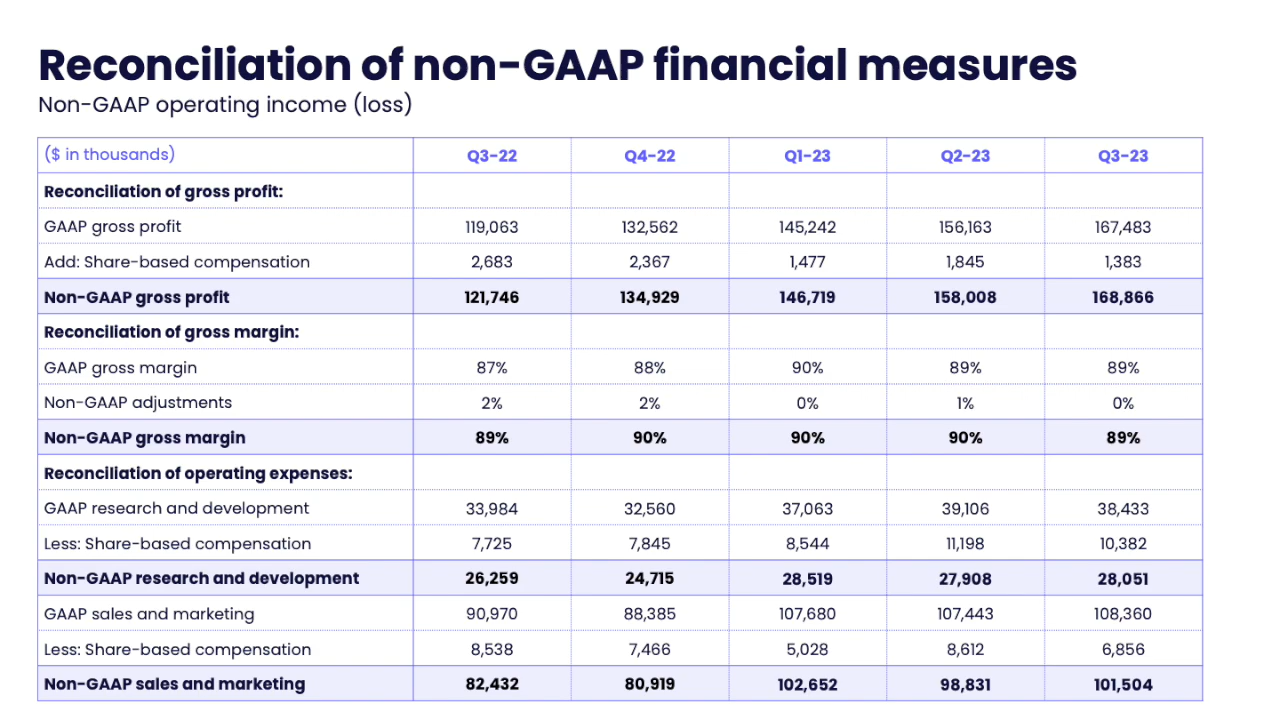 Reconciliation of non-GAAP financial measures
Non-GAAP operating income (loss)
($ in thousands) Q3-22 Q4-22 Q1-23 Q2-23 Q3-23
Reconciliation of gross profit:
GAAP gross profit 119,063 132,562 145,242 156,163 167,483
Add: Share-based compensation 2,683 2,367 1,477 1,845 1,383
Non-GAAP gross profit 121,746 134,929 146,719 158,008 168,866
Reconciliation of gross margin:
GAAP gross margin 87% 88% 90% 89% 89%
Non-GAAP adjustments 2% 2% 0% 1% 0%
Non-GAAP gross margin 89% 90% 90% 90% 89%
Reconciliation of operating expenses:
GAAP research and development 33,984 32,560 37,063 39,106 38,433
Less: Share-based compensation 7,725 7,845 8,544 11,198 10,382
Non-GAAP research and development 26,259 24,715 28,519 27,908 28,051
GAAP sales and marketing 90,970 88,385 107,680 107,443 108,360
Less: Share-based compensation 8,538 7,466 5,028 8,612 6,856
Non-GAAP sales and marketing 82,432 80,919 102,652 98,831 101,504